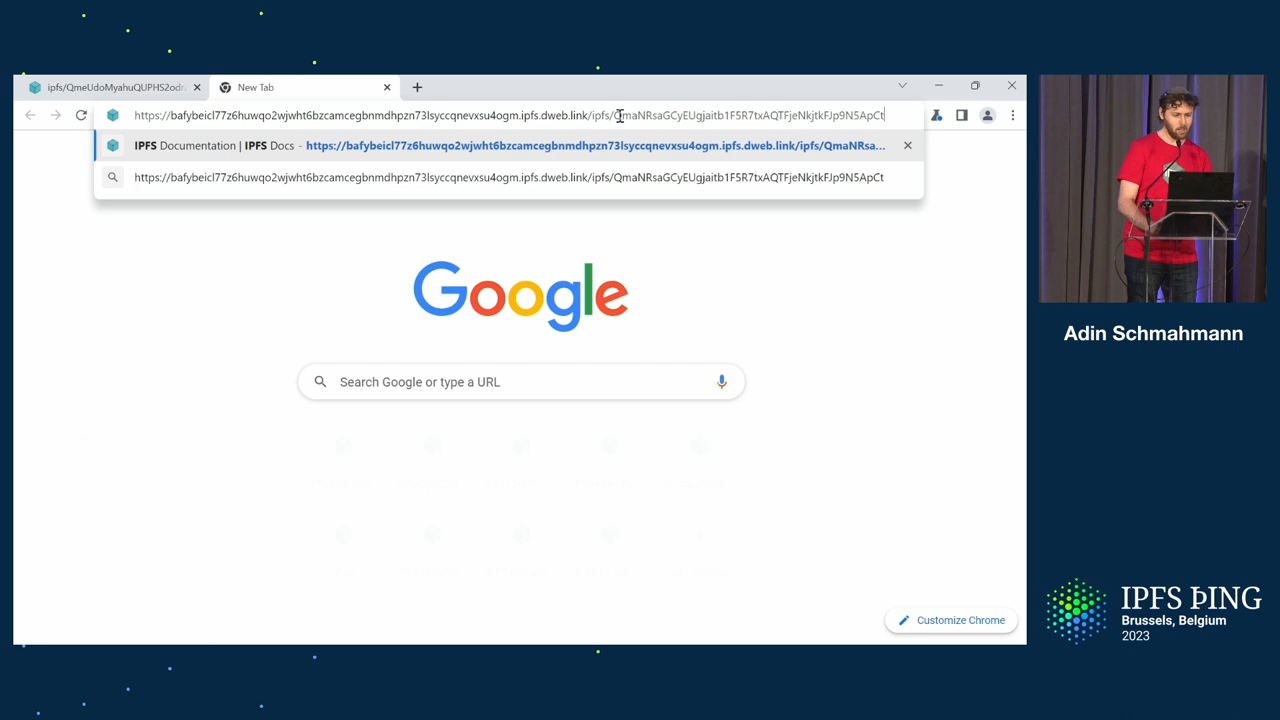 ipfs/QmeUdoMyahuQUPHS2odr
New Tab
https://bafybeicl77z6huwqo2wjwht6bzcamcegbnmdhpzn73lsyccqnevxsu4ogm.ipfs.dweb.link/ipfs/QmaNRsaGCyEUgjaitb1F5R7txAQTFjeNkjtkFJp9N5ApCt
IPFS Documentation | IPFS Docs - https://bafybeicl77z6huwqo2wjwht6bzcamcegbnmdhpzn73lsyccqnevxsu4ogm.ipfs.dweb.link/ipfs/QmaNRsa...
https://bafybeicl77z6huwqo2wjwht6bzcamcegbnmdhpzn73lsyccqnevxsu4ogm.ipfs.dweb.link/ipfs/QmaNRsaGCyEUgjaitb1F5R7txAQTFjeNkjtkFJp9N5ApCt
Google
Search Google or type a URL
Customize Chrome
Adin Schmahmann
IPFS ÞING
Brussels, Belgium
2023